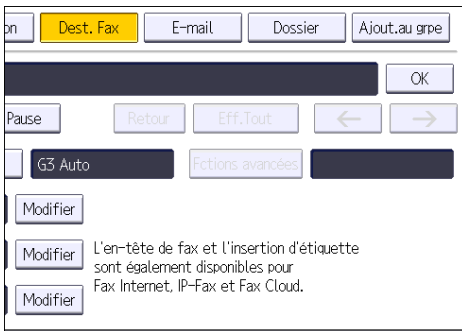 on Dest. Fax E-mail Dossier Ajout.au grpe
OK
Pause Retour Eff.Tout ← →
G3 Auto Fctions avancées
Modifier
Modifier L'en-tête de fax et l'insertion d'étiquette
sont également disponibles pour
Modifier Fax Internet, IP-Fax et Fax Cloud.